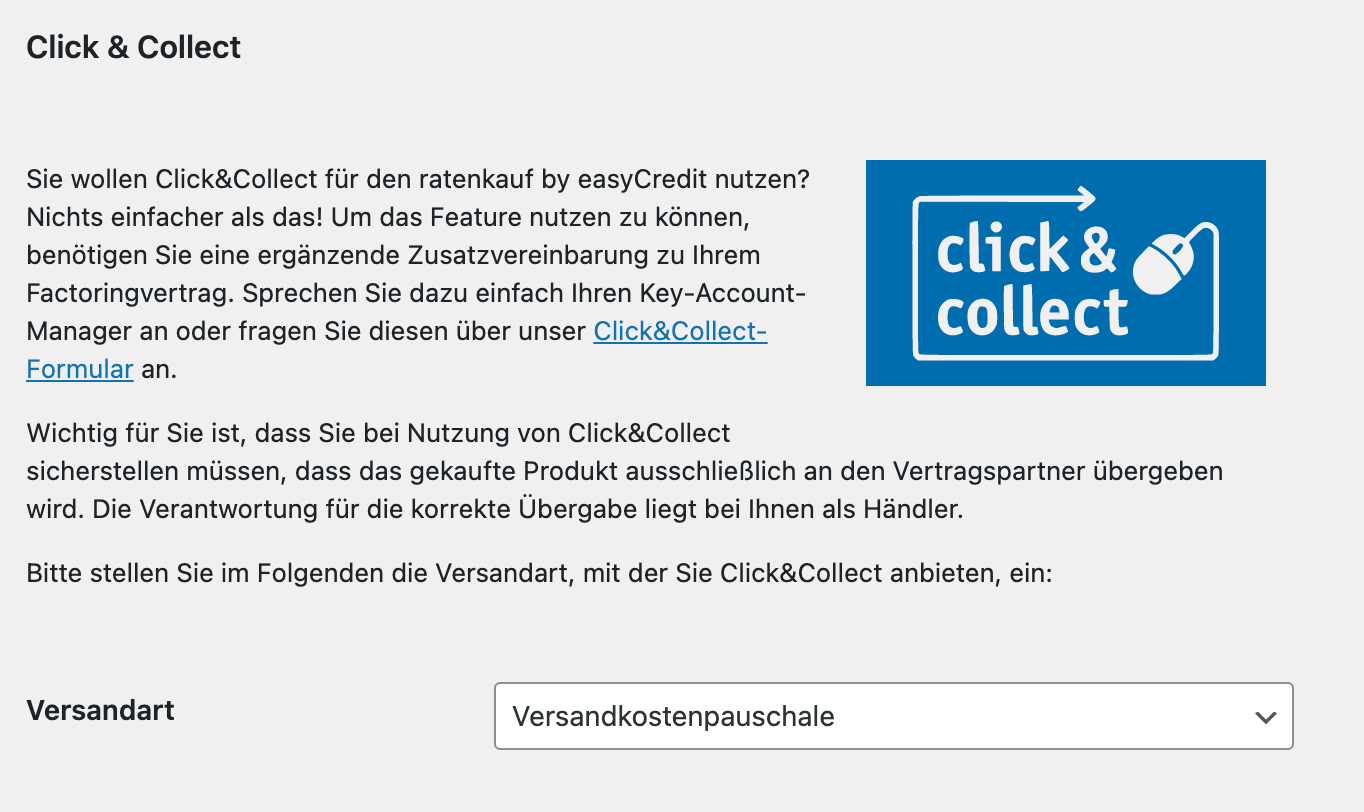 Click & Collect
Sie wollen Click&Collect für den ratenkauf by easyCredit nutzen?
Nichts einfacher als das! Um das Feature nutzen zu können,
benötigen Sie eine ergänzende Zusatzvereinbarung zu Ihrem
Factoringvertrag. Sprechen Sie dazu einfach Ihren Key-Account-
Manager an oder fragen Sie diesen über unser Click&Collect-
Formular an.
click &
collect
Wichtig für Sie ist, dass Sie bei Nutzung von Click&Collect
sicherstellen müssen, dass das gekaufte Produkt ausschließlich an den Vertragspartner übergeben
wird. Die Verantwortung für die korrekte Übergabe liegt bei Ihnen als Händler.
Bitte stellen Sie im Folgenden die Versandart, mit der Sie Click&Collect anbieten, ein:
Versandart
Versandkostenpauschale